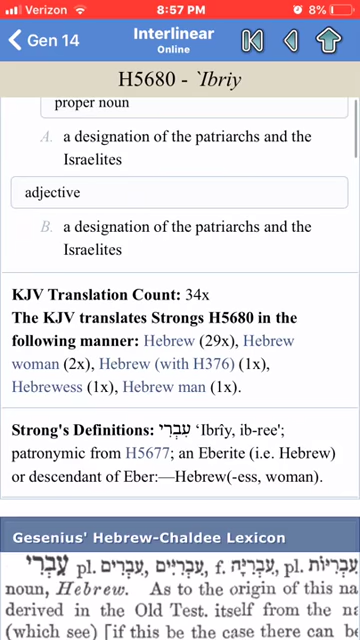 Verizon 8:57 PM 8%
Gen 14 Interlinear
Online
H5680 - `Ibriy
proper noun
A. a designation of the patriarchs and the
Israelites
adjective
B. a designation of the patriarchs and the
Israelites
KJV Translation Count: 34x
The KJV translates Strongs H5680 in the
following manner: Hebrew (29x), Hebrew
woman (2x), Hebrew (with H376) (1x),
Hebrewess (1x), Hebrew man (1x).
Strong's Definitions: עִבְרִי ʻIbrîy, ib-ree';
patronymic from H5677; an Eberite (i.e. Hebrew)
or descendant of Eber:—Hebrew(-ess, woman).
Gesenius' Hebrew-Chaldee Lexicon
עִבְרִי pl. עִבְרִים, עִבְרִיִּים, f. עִבְרִיָּה, pl. עִבְרִיּוֹת
noun, Hebrew. As to the origin of this na
derived in the Old Test. itself from the na
(which see) [if this be the case there can be